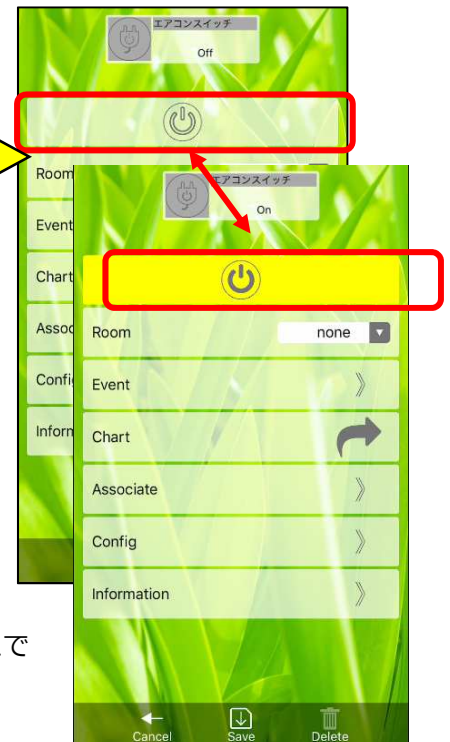 エアコンスイッチ
Off
Room
Event
Chart
Assoc
Confi
Inform
エアコンスイッチ
On
Room
none
Event
Chart
Associate
Config
Information
Cancel
Save
Delete
で